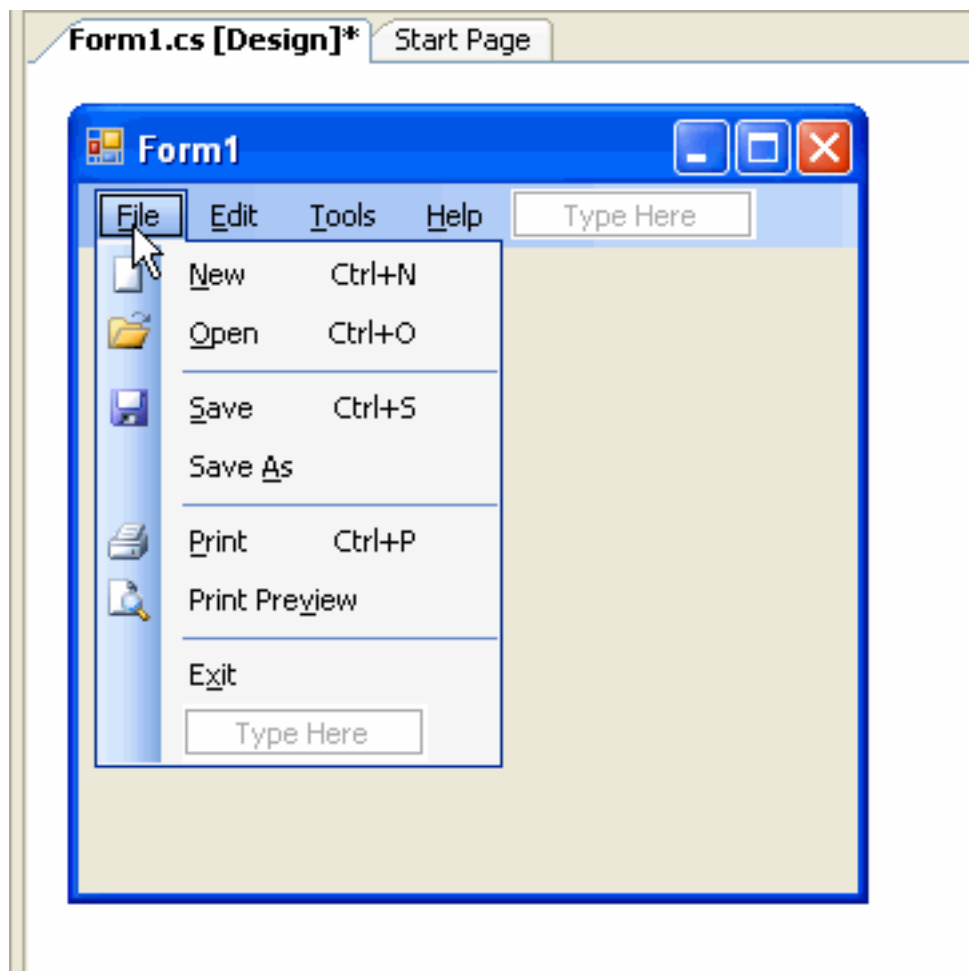 Form1.cs [Design]* Start Page
Form1
File Edit Tools Help Type Here
New Ctrl+N
Open Ctrl+O
Save Ctrl+S
Save As
Print Ctrl+P
Print Preview
Exit
Type Here